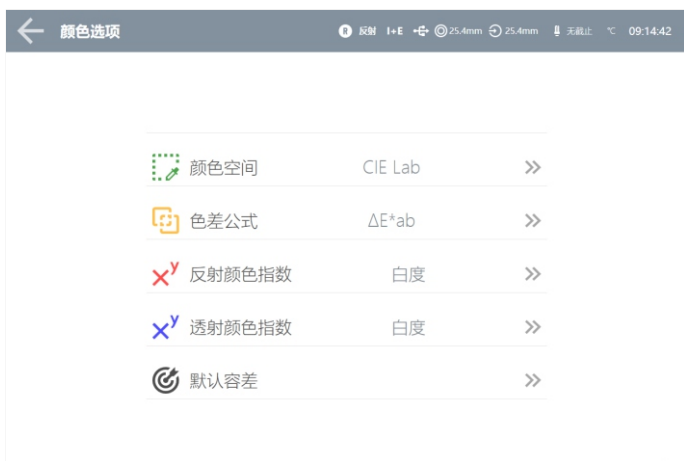 颜色选项 R 反射 I+E 25.4mm 25.4mm 无截止 ℃ 09:14:42
颜色空间 CIE Lab
色差公式 ΔE*ab
反射颜色指数 白度
透射颜色指数 白度
默认容差